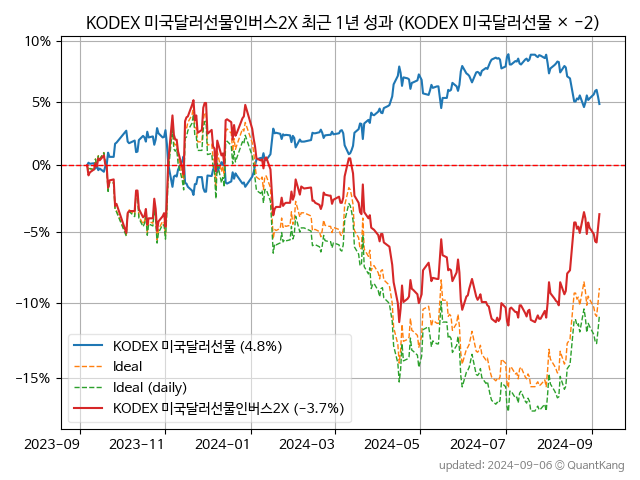 KODEX 미국달러선물인버스2X 최근 1년 성과 (KODEX 미국달러선물 × −2)
10%
5%
0%
−5%
−10%
−15%
KODEX 미국달러선물 (4.8%)
Ideal
Ideal (daily)
KODEX 미국달러선물인버스2X (−3.7%)
2023-09 2023-11 2024-01 2024-03 2024-05 2024-07 2024-09
updated: 2024-09-06 © QuantKang